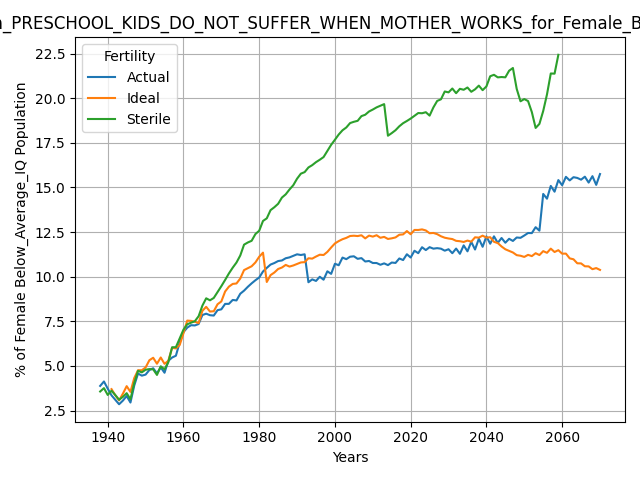 _PRESCHOOL_KIDS_DO_NOT_SUFFER_WHEN_MOTHER_WORKS_for_Female_B
Fertility
Actual
Ideal
Sterile
% of Female Below_Average_IQ Population
22.5
20.0
17.5
15.0
12.5
10.0
7.5
5.0
2.5
1940 1960 1980 2000 2020 2040 2060
Years